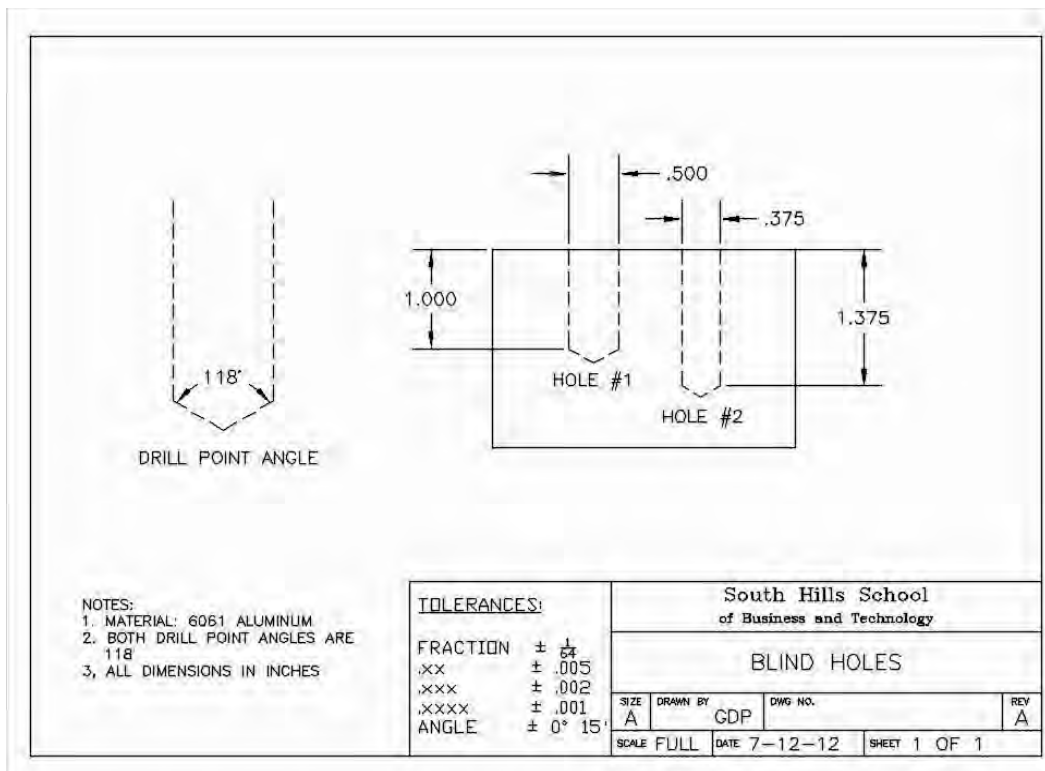 .500
.375
1.000
1.375
HOLE #1
HOLE #2
118°
DRILL POINT ANGLE
NOTES:
1. MATERIAL: 6061 ALUMINUM
2. BOTH DRILL POINT ANGLES ARE
118
3, ALL DIMENSIONS IN INCHES
TOLERANCES:
FRACTION ± 1/64
.XX ± .005
.XXX ± .002
.XXXX ± .001
ANGLE ± 0° 15'
South Hills School
of Business and Technology
BLIND HOLES
SIZE A DRAWN BY GDP DWG NO. REV A
SCALE FULL DATE 7-12-12 SHEET 1 OF 1